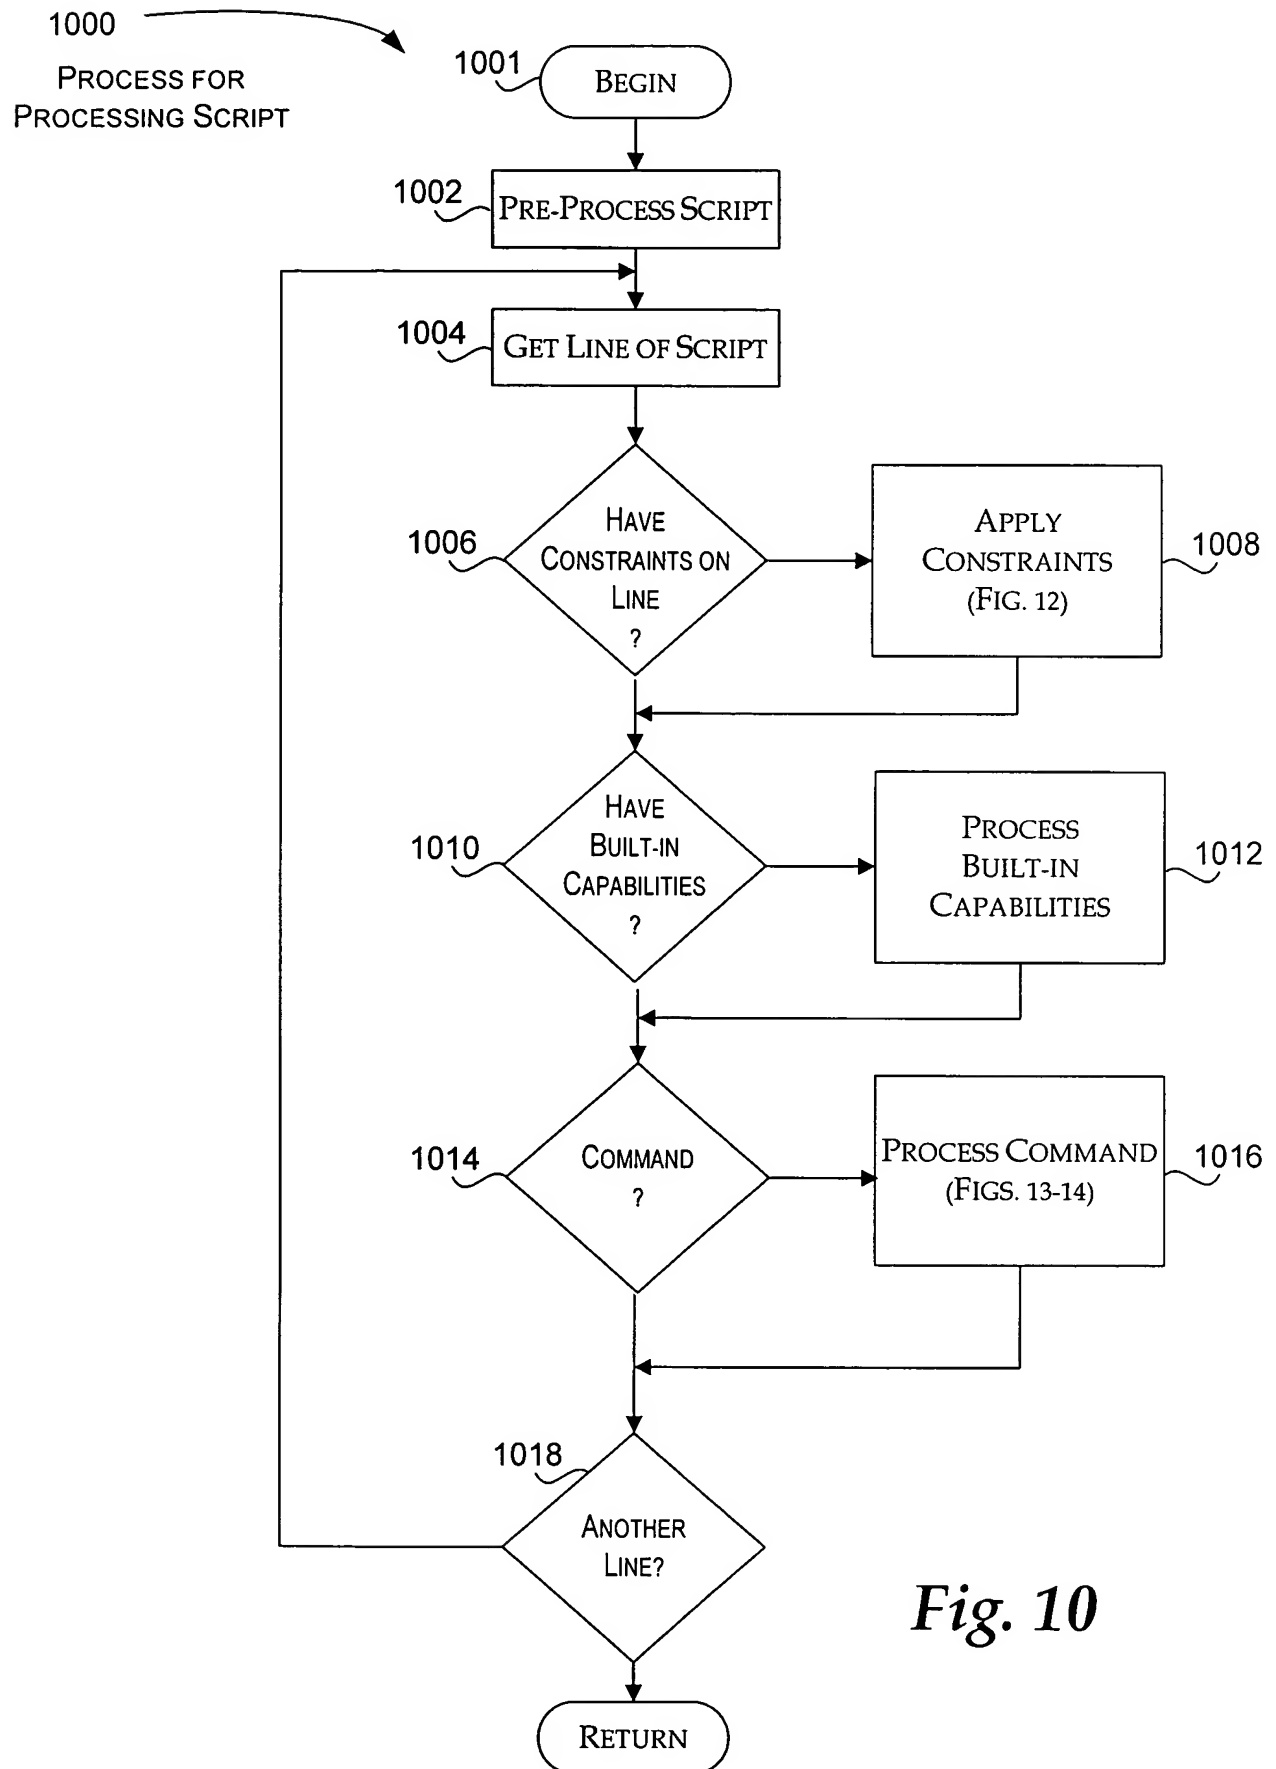 1000
PROCESS FOR
PROCESSING SCRIPT
1001
BEGIN
1002
PRE-PROCESS SCRIPT
1004
GET LINE OF SCRIPT
1006
HAVE
CONSTRAINTS ON
LINE
?
APPLY
CONSTRAINTS
(FIG. 12)
1008
1010
HAVE
BUILT-IN
CAPABILITIES
?
PROCESS
BUILT-IN
CAPABILITIES
1012
1014
COMMAND
?
PROCESS COMMAND
(FIGS. 13-14)
1016
1018
ANOTHER
LINE?
Fig. 10
RETURN